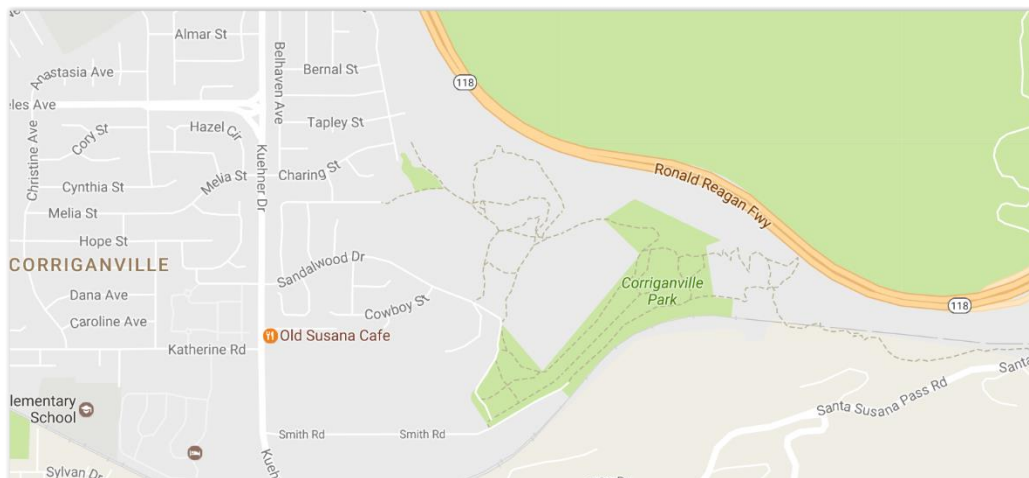 Almar St
Belhaven Ave
Bernal St
Anastasia Ave
118
eles Ave
Christine Ave
Cory St
Hazel Cir
Tapley St
Kuehner Dr
Melia St
Charing St
Ronald Reagan Fwy
Cynthia St
Melia St
Hope St
CORRIGANVILLE
Sandalwood Dr
Corriganville
Park
Dana Ave
Cowboy St
118
Caroline Ave
Old Susana Cafe
Katherine Rd
Santa
Santa Susana Pass Rd
lementary
School
Smith Rd
Smith Rd
Kueh
Sylvan Dr